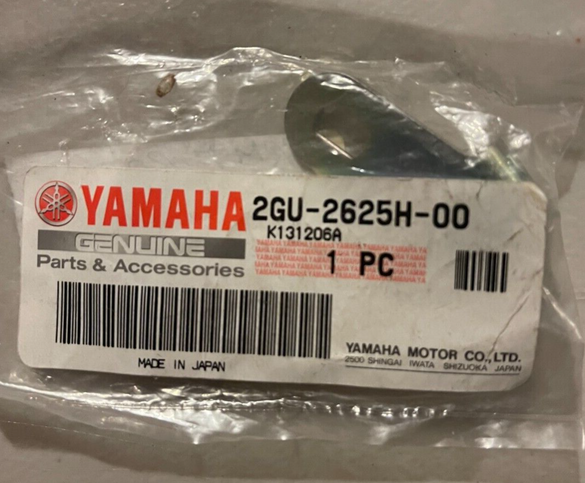 YAMAHA 2GU-2625H-00
K131206A
GENUINE
Parts & Accessories
1 PC
MADE IN JAPAN
YAMAHA MOTOR CO.,LTD.
2500 SHINGAI IWATA SHIZUOKA JAPAN